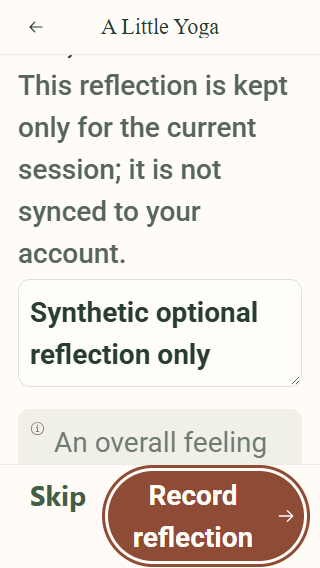 A Little Yoga
This reflection is kept
only for the current
session; it is not
synced to your
account.
Synthetic optional
reflection only
An overall feeling
Skip
Record
reflection